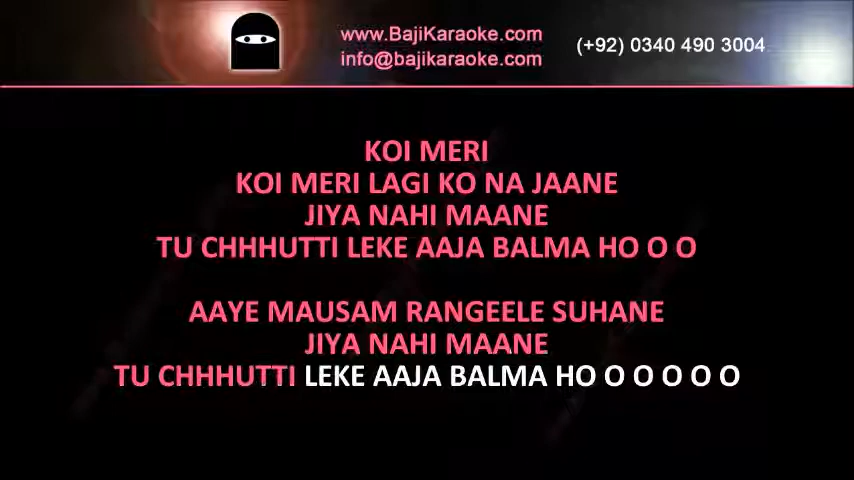 www.BajiKaraoke.com
info@bajikaraoke.com
(+92) 0340 490 3004
KOI MERI
KOI MERI LAGI KO NA JAANE
JIYA NAHI MAANE
TU CHHHUTTI LEKE AAJA BALMA HO O O
AAYE MAUSAM RANGEELE SUHANE
JIYA NAHI MAANE
TU CHHHUTTI LEKE AAJA BALMA HO O O O O O